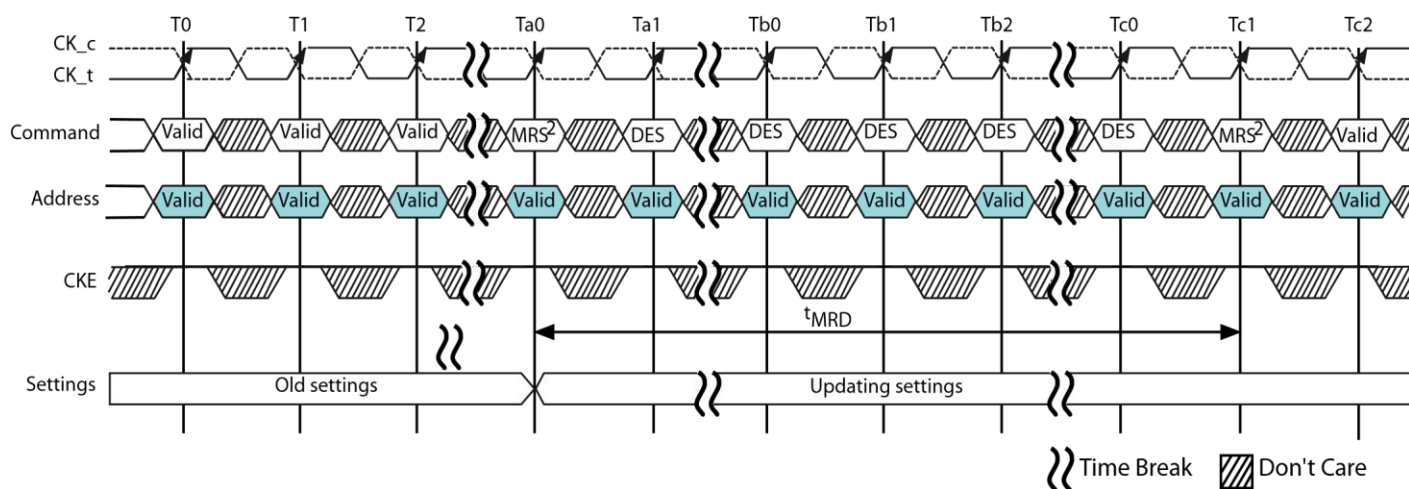 T0 T1 T2 Ta0 Ta1 Tb0 Tb1 Tb2 Tc0 Tc1 Tc2
CK_c
CK_t
Command Valid Valid Valid MRS² DES DES DES DES DES MRS² Valid
Address Valid Valid Valid Valid Valid Valid Valid Valid Valid Valid Valid
CKE
tMRD
Settings Old settings Updating settings
Time Break Don't Care